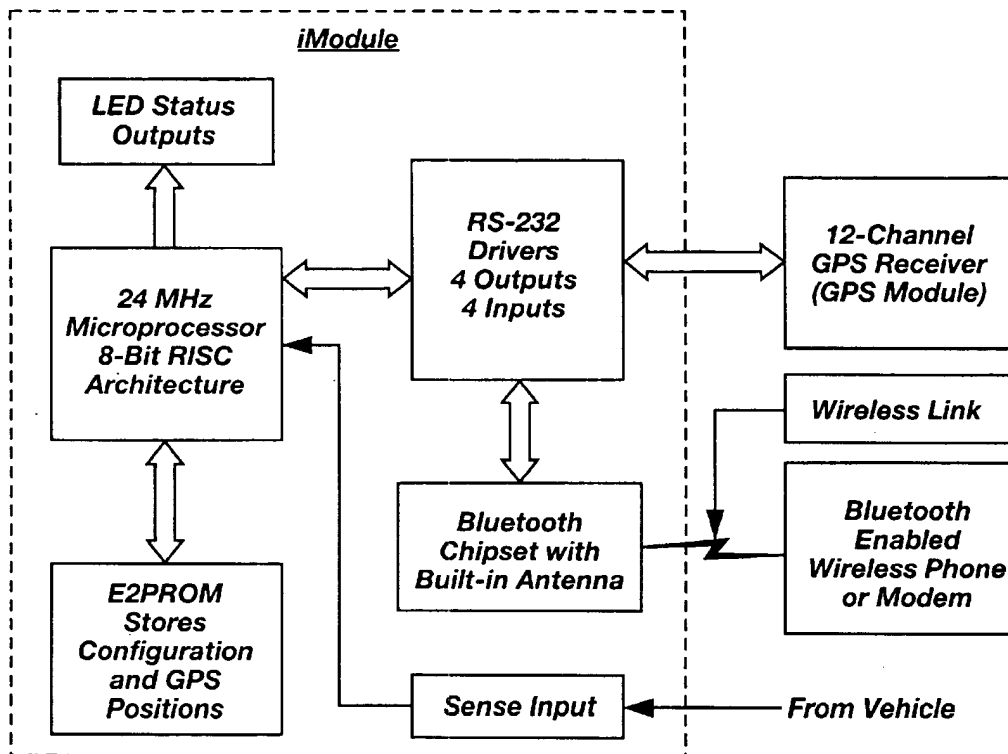 iModule
LED Status
Outputs
RS-232
Drivers
4 Outputs
4 Inputs
12-Channel
GPS Receiver
(GPS Module)
24 MHz
Microprocessor
8-Bit RISC
Architecture
Wireless Link
Bluetooth
Chipset with
Built-in Antenna
Bluetooth
Enabled
Wireless Phone
or Modem
E2PROM
Stores
Configuration
and GPS
Positions
Sense Input
From Vehicle